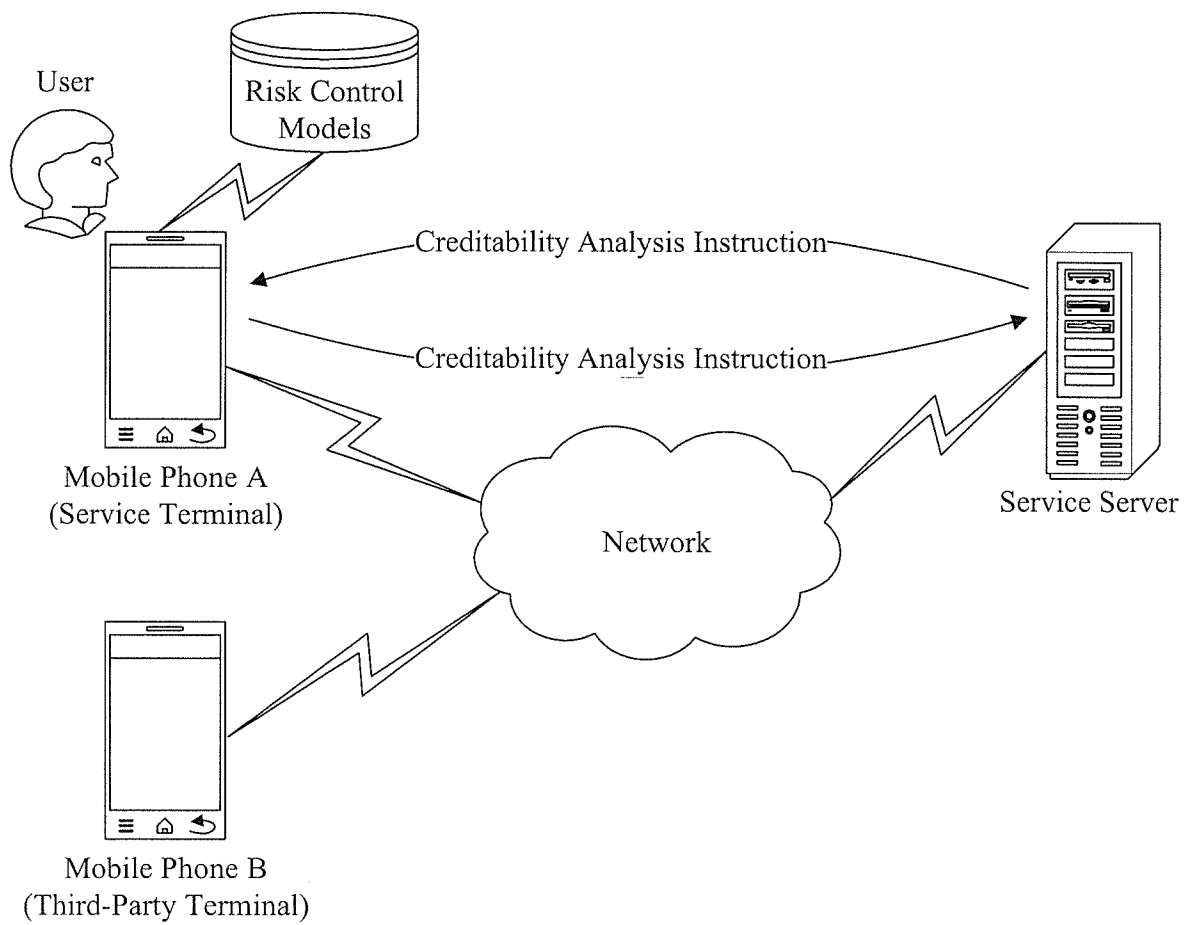 User
Risk Control
Models
Creditability Analysis Instruction
Creditability Analysis Instruction
Mobile Phone A
(Service Terminal)
Service Server
Network
Mobile Phone B
(Third-Party Terminal)